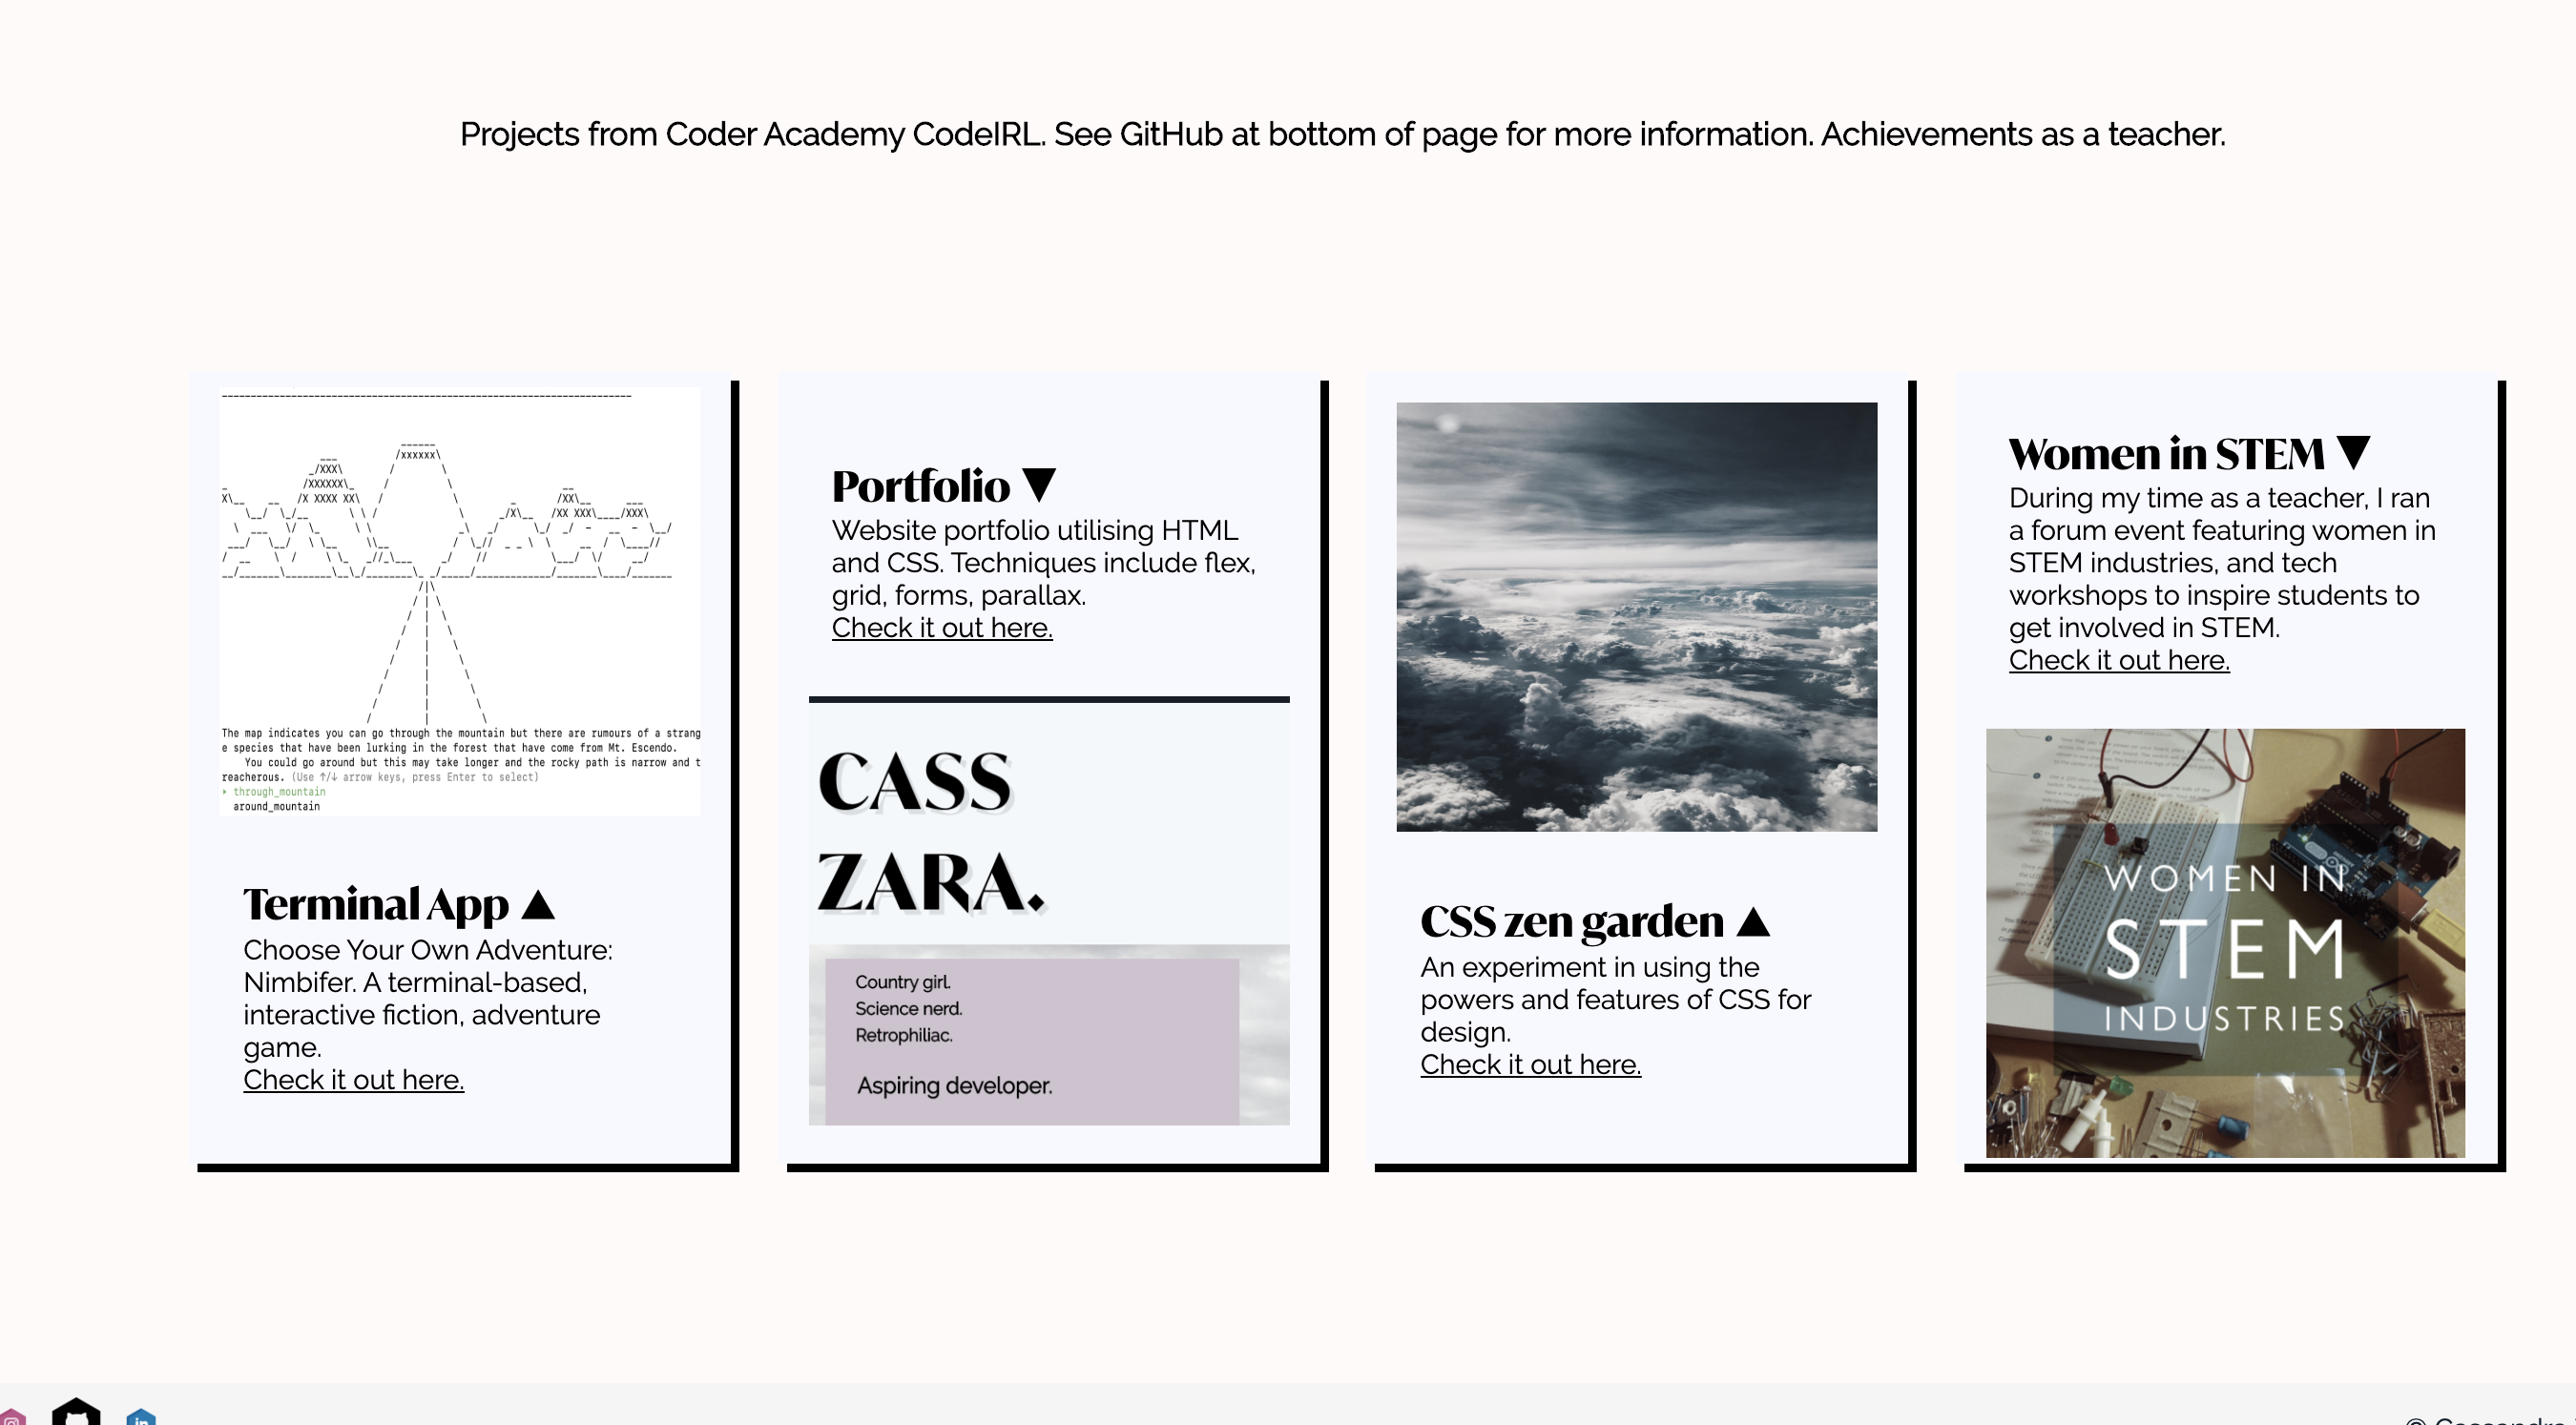 Projects from Coder Academy CodeIRL. See GitHub at bottom of page for more information. Achievements as a teacher.
The map indicates you can go through the mountain but there are rumours of a strang
e species that have been lurking in the forest that have come from Mt. Escendo.
You could go around but this may take longer and the rocky path is narrow and t
reacherous. (Use ↑/↓ arrow keys, press Enter to select)
▸ through_mountain
around_mountain
Terminal App ▲
Choose Your Own Adventure:
Nimbifer. A terminal-based,
interactive fiction, adventure
game.
Check it out here.
Portfolio ▼
Website portfolio utilising HTML
and CSS. Techniques include flex,
grid, forms, parallax.
Check it out here.
CASS
ZARA.
Country girl.
Science nerd.
Retrophiliac.
Aspiring developer.
CSS zen garden ▲
An experiment in using the
powers and features of CSS for
design.
Check it out here.
Women in STEM ▼
During my time as a teacher, I ran
a forum event featuring women in
STEM industries, and tech
workshops to inspire students to
get involved in STEM.
Check it out here.
WOMEN IN
STEM
INDUSTRIES
in
© Cassandra